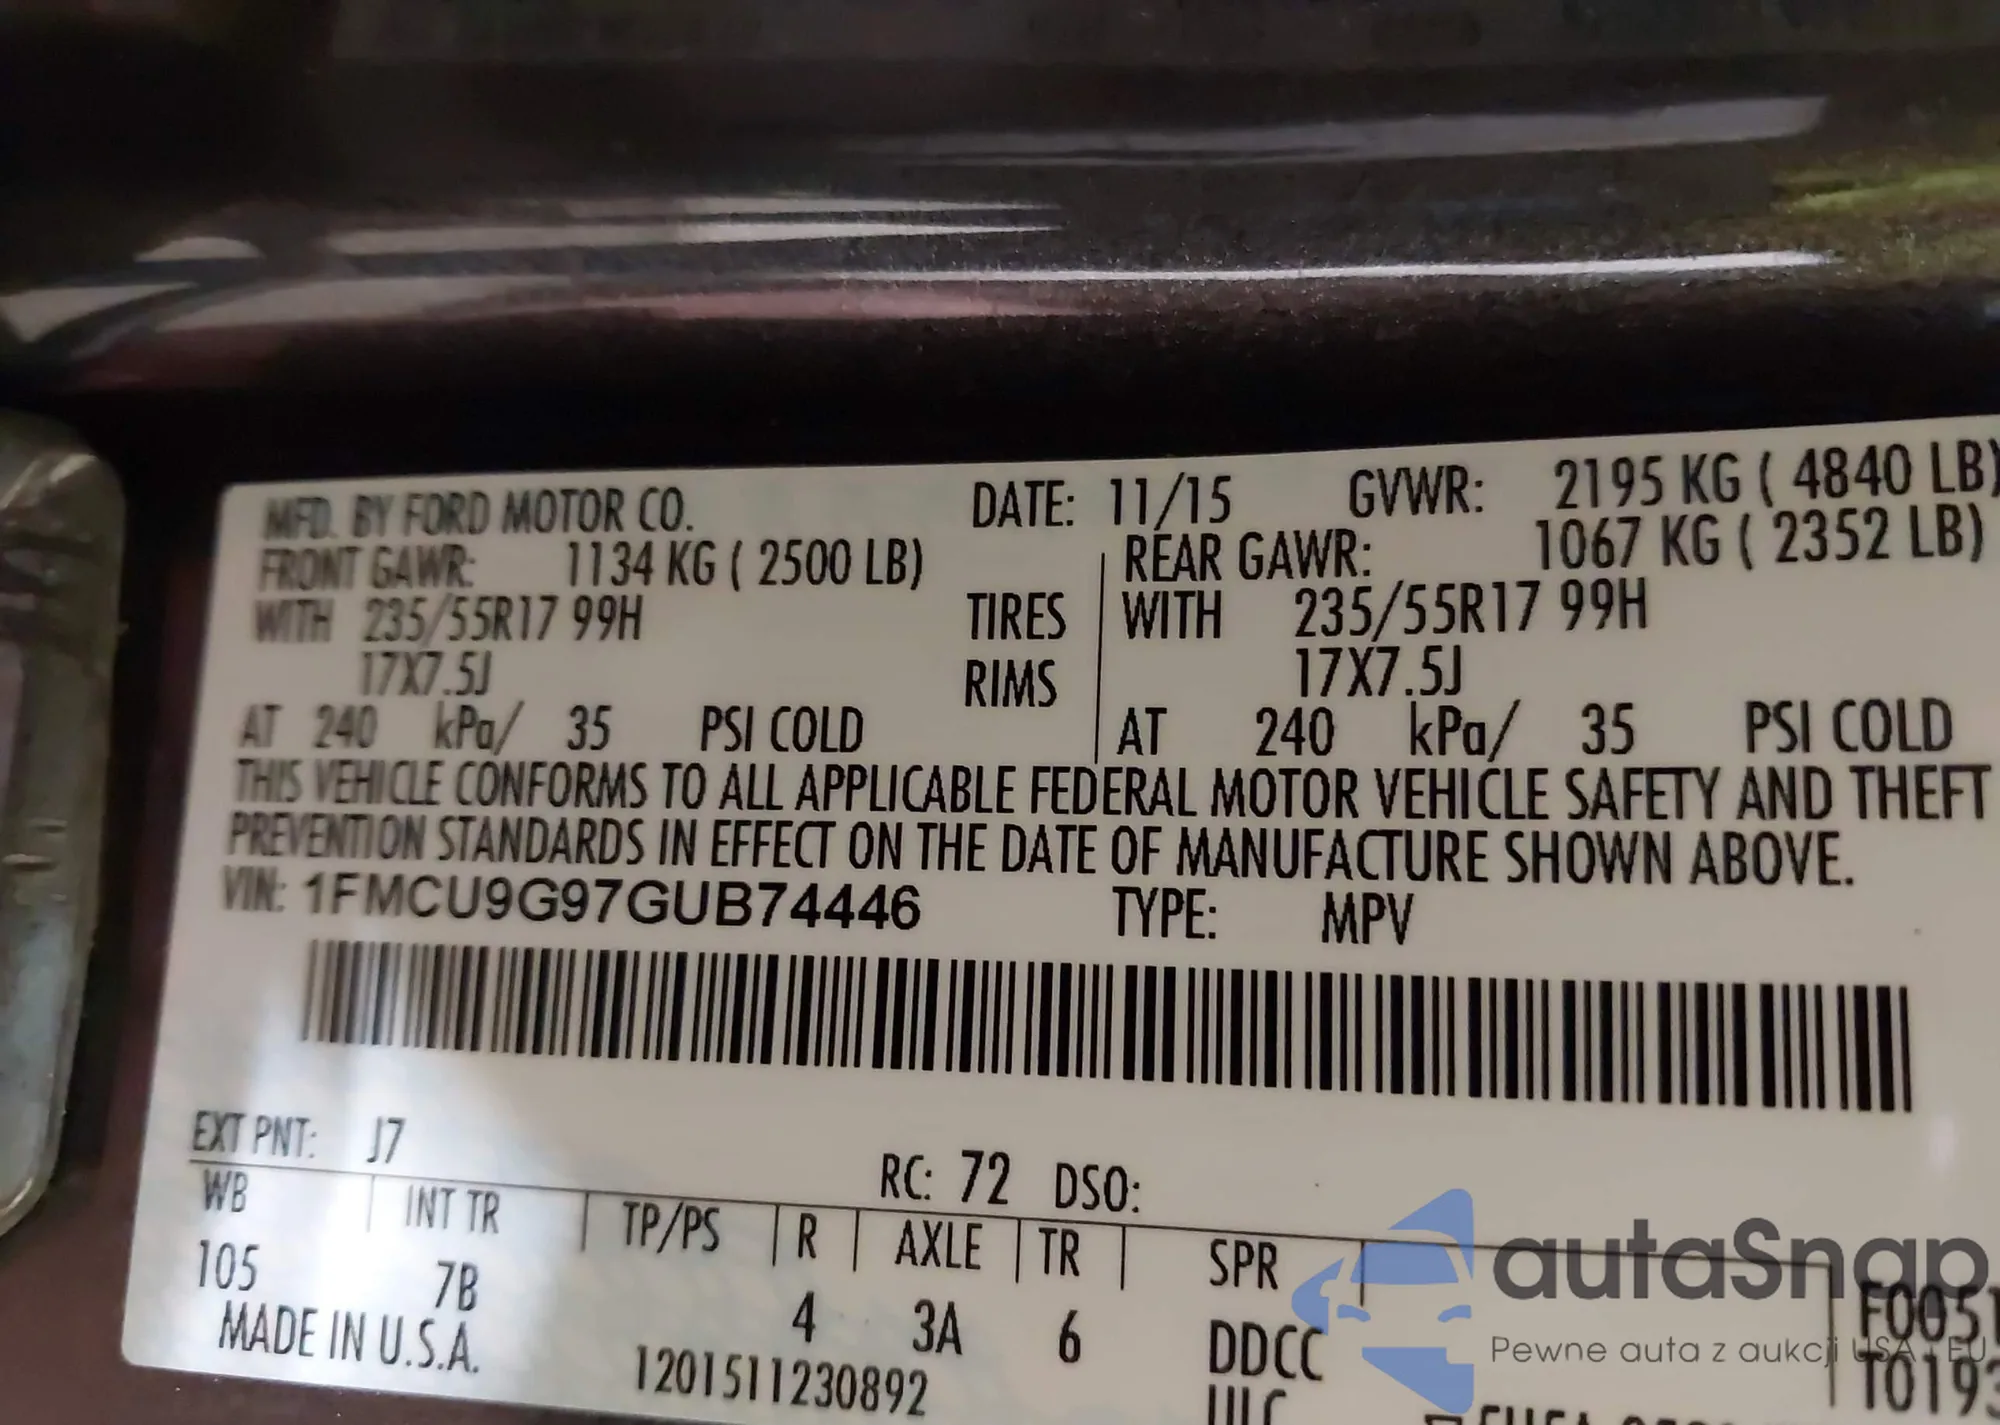 MFD. BY FORD MOTOR CO. DATE: 11/15 GVWR: 2195 KG ( 4840 LB)
FRONT GAWR: 1134 KG ( 2500 LB) REAR GAWR: 1067 KG ( 2352 LB)
WITH 235/55R17 99H TIRES WITH 235/55R17 99H
17X7.5J RIMS 17X7.5J
AT 240 kPa/ 35 PSI COLD AT 240 kPa/ 35 PSI COLD
THIS VEHICLE CONFORMS TO ALL APPLICABLE FEDERAL MOTOR VEHICLE SAFETY AND THEFT
PREVENTION STANDARDS IN EFFECT ON THE DATE OF MANUFACTURE SHOWN ABOVE.
VIN: 1FMCU9G97GUB74446 TYPE: MPV
EXT PNT: J7 RC: 72 DSO:
WB INT TR TP/PS R AXLE TR SPR
105 7B 4 3A 6 DDCC F0051
MADE IN U.S.A. 1201511230892 T0193
autaSnap
Pewne auta z aukcji USA i EU